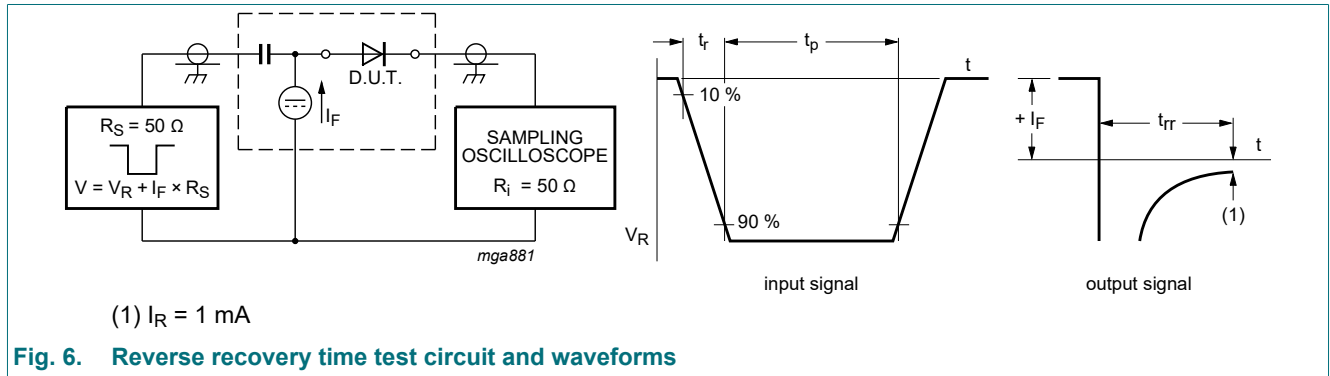 D.U.T.
I_F
R_S = 50 Ω
V = V_R + I_F × R_S
SAMPLING
OSCILLOSCOPE
R_i = 50 Ω
mga881
t_r
t_p
t
10 %
90 %
V_R
input signal
+ I_F
t_rr
t
(1)
output signal
(1) I_R = 1 mA
Fig. 6. Reverse recovery time test circuit and waveforms